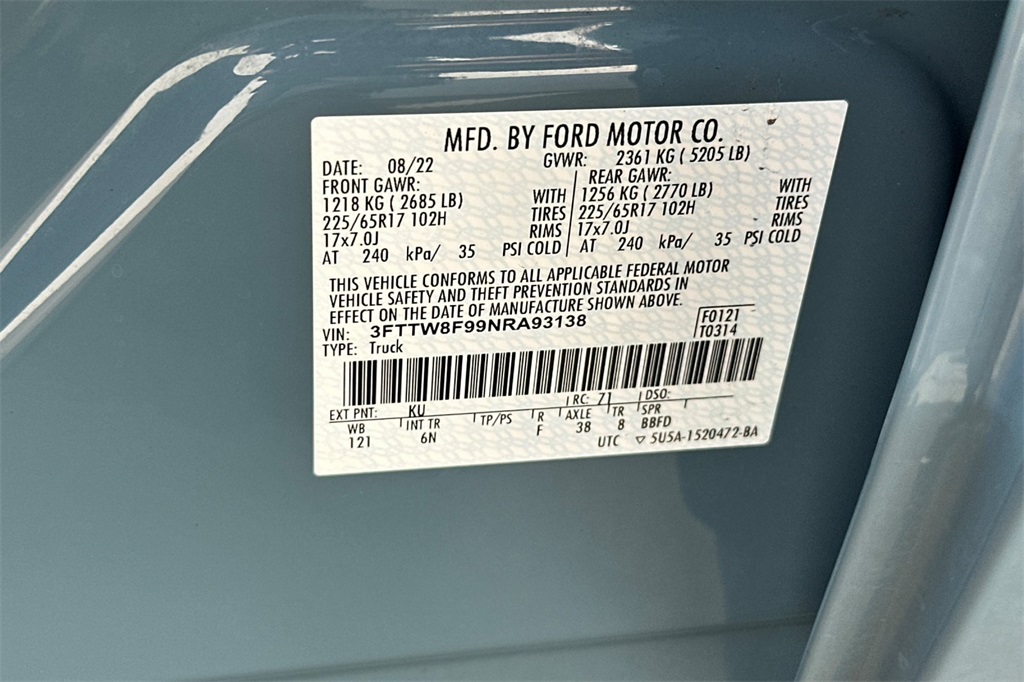 MFD. BY FORD MOTOR CO.
DATE: 08/22 GVWR: 2361 KG ( 5205 LB)
FRONT GAWR: REAR GAWR:
1218 KG ( 2685 LB) WITH 1256 KG ( 2770 LB) WITH
225/65R17 102H TIRES 225/65R17 102H TIRES
17x7.0J RIMS 17x7.0J RIMS
AT 240 kPa/ 35 PSI COLD AT 240 kPa/ 35 PSI COLD
THIS VEHICLE CONFORMS TO ALL APPLICABLE FEDERAL MOTOR
VEHICLE SAFETY AND THEFT PREVENTION STANDARDS IN
EFFECT ON THE DATE OF MANUFACTURE SHOWN ABOVE.
VIN: 3FTTW8F99NRA93138 F0121
TYPE: Truck T0314
EXT PNT: KU RC: 71 DSO:
WB INT TR TP/PS R AXLE TR SPR
121 6N F 38 8 BBFD
UTC ▽ 5U5A-1520472-BA